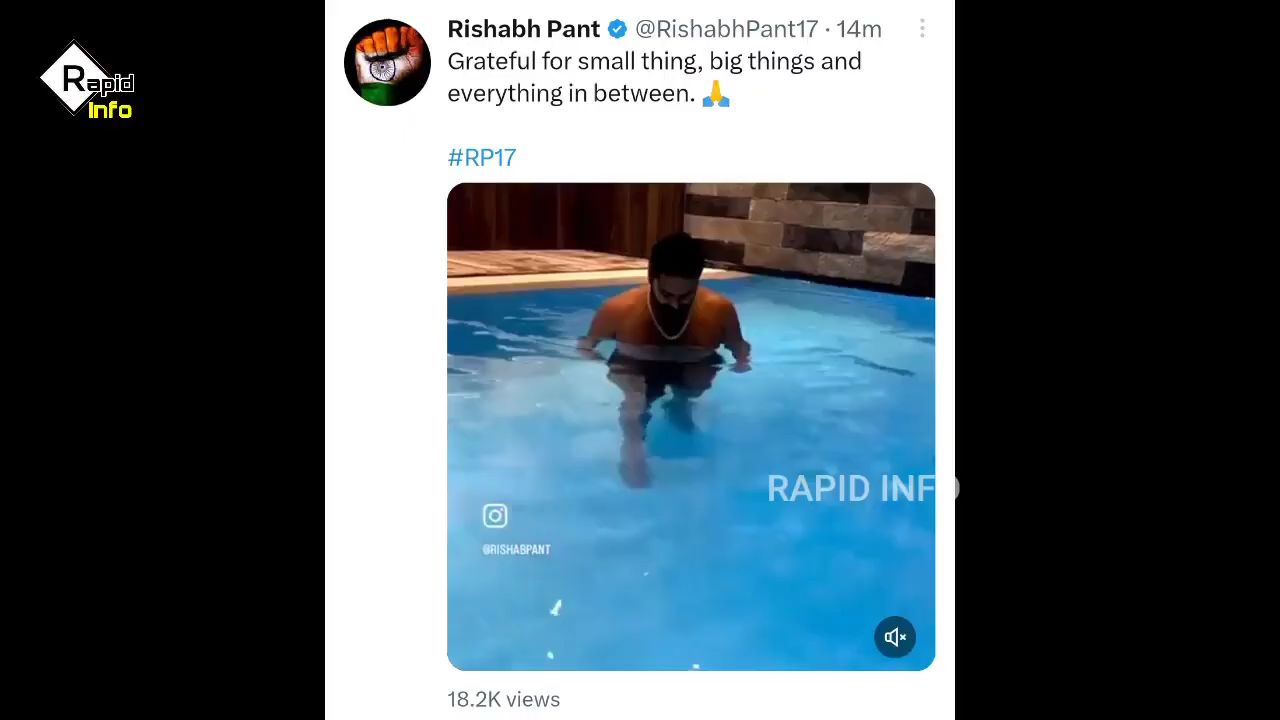 Rapid
Info
Rishabh Pant @RishabhPant17 · 14m
Grateful for small thing, big things and
everything in between. 🙏
#RP17
RAPID INFO
@RISHABPANT
18.2K views